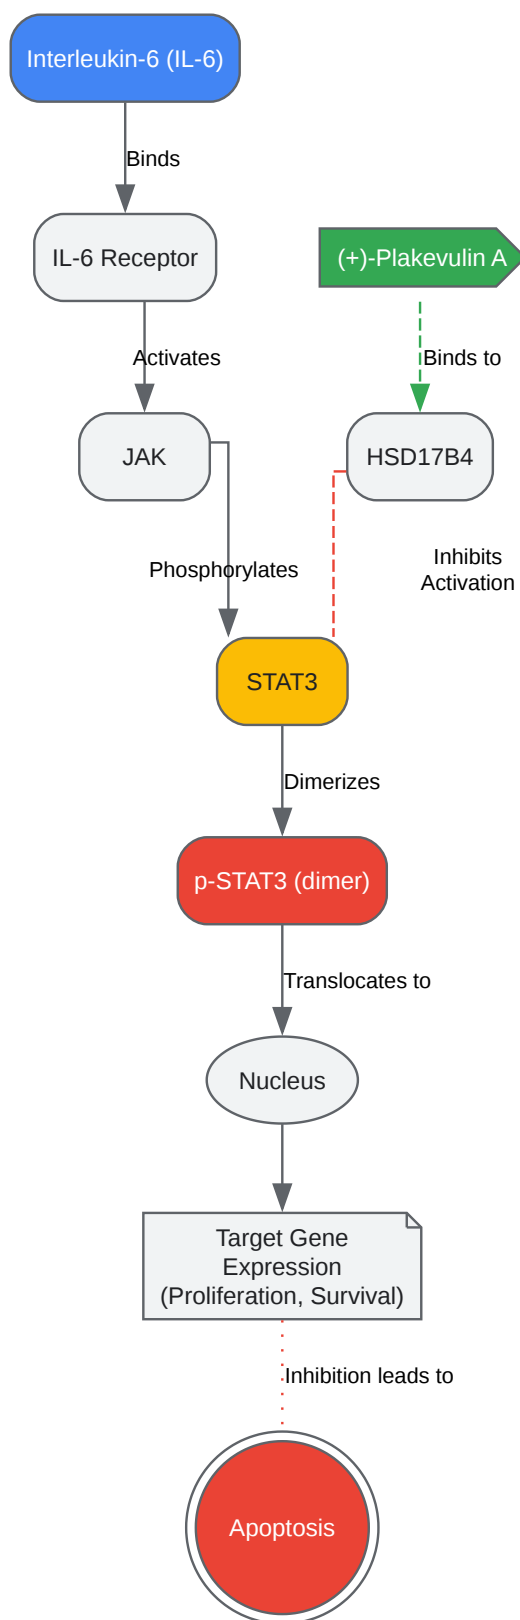 Interleukin-6 (IL-6)
Binds
IL-6 Receptor
(+)-Plakevulin A
Activates
Binds to
JAK
HSD17B4
Phosphorylates
Inhibits
Activation
STAT3
Dimerizes
p-STAT3 (dimer)
Translocates to
Nucleus
Target Gene
Expression
(Proliferation, Survival)
Inhibition leads to
Apoptosis